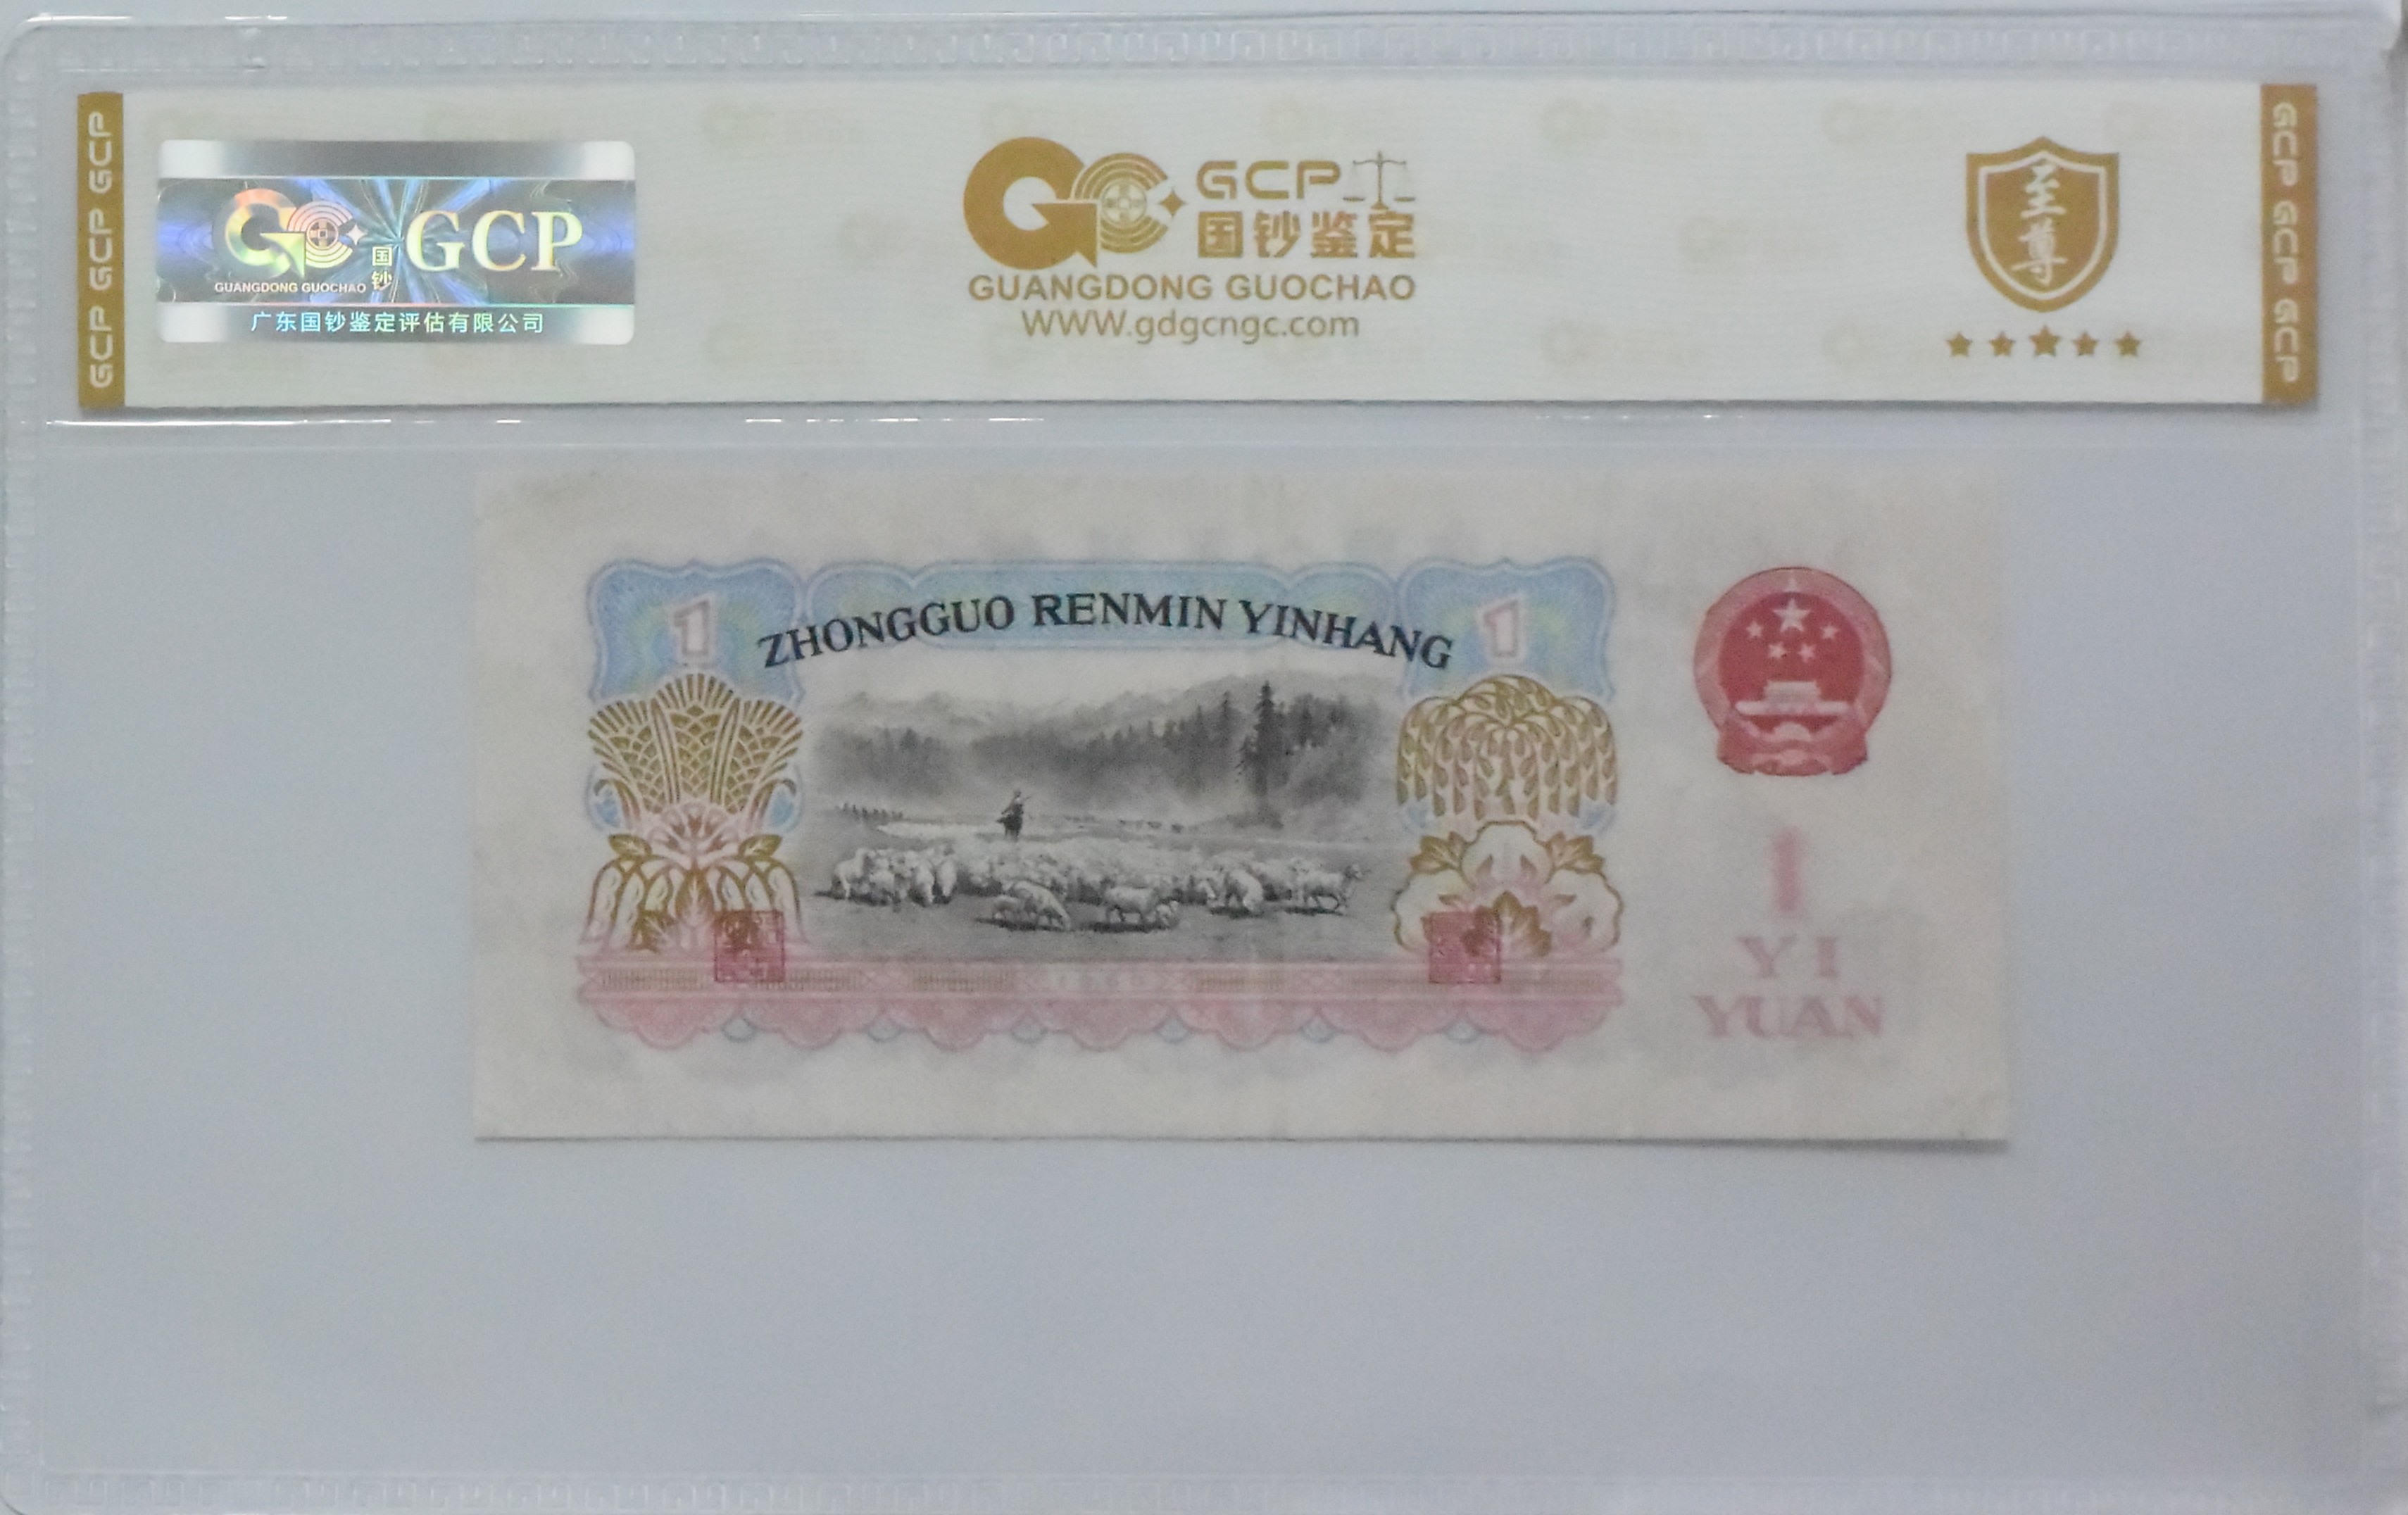 GCP GCP GCP
GC 国钞 GCP
GUANGDONG GUOCHAO
广东国钞鉴定评估有限公司
GCP
国钞鉴定
GUANGDONG GUOCHAO
WWW.gdgcngc.com
至尊
GCP GCP GCP
1
ZHONGGUO RENMIN YINHANG
1
1
YI
YUAN